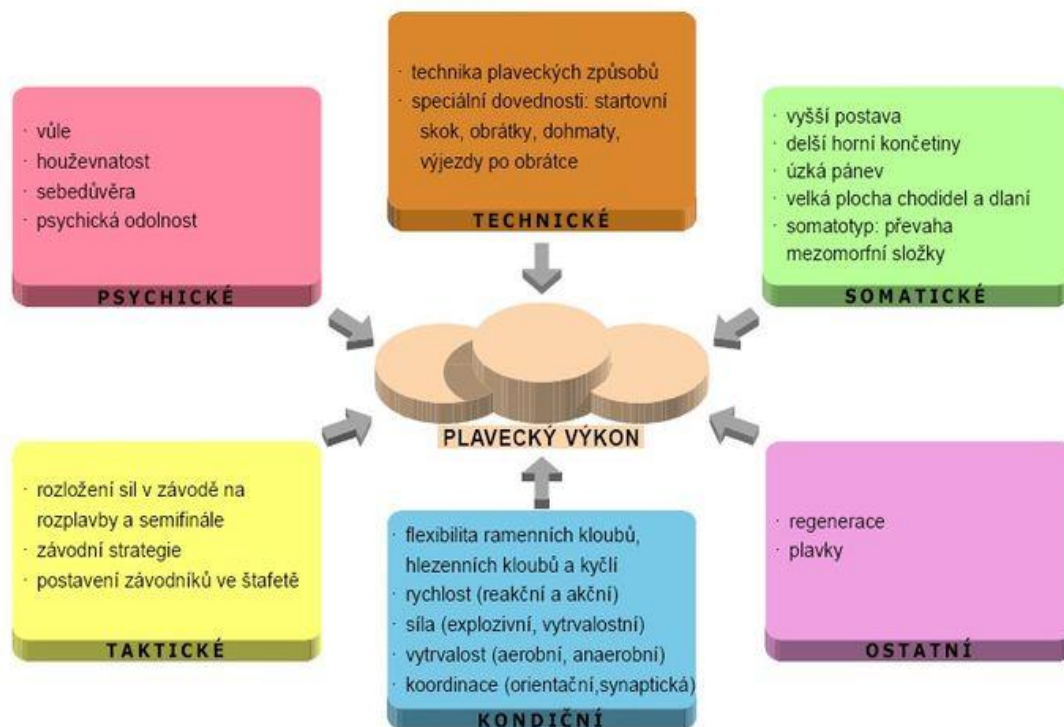 · vůle
· houževnatost
· sebedůvěra
· psychická odolnost
PSYCHICKÉ
· technika plaveckých způsobů
· speciální dovednosti: startovní
skok, obrátky, dohmaty,
výjezdy po obrátce
TECHNICKÉ
· vyšší postava
· delší horní končetiny
· úzká pánev
· velká plocha chodidel a dlaní
· somatotyp: převaha
mezomorfní složky
SOMATICKÉ
PLAVECKÝ VÝKON
· rozložení sil v závodě na
rozplavby a semifinále
· závodní strategie
· postavení závodníků ve štafetě
TAKTICKÉ
· flexibilita ramenních kloubů,
hlezenních kloubů a kyčlí
· rychlost (reakční a akční)
· síla (explozivní, vytrvalostní)
· vytrvalost (aerobní, anaerobní)
· koordinace (orientační,synaptická)
KONDIČNÍ
· regenerace
· plavky
OSTATNÍ